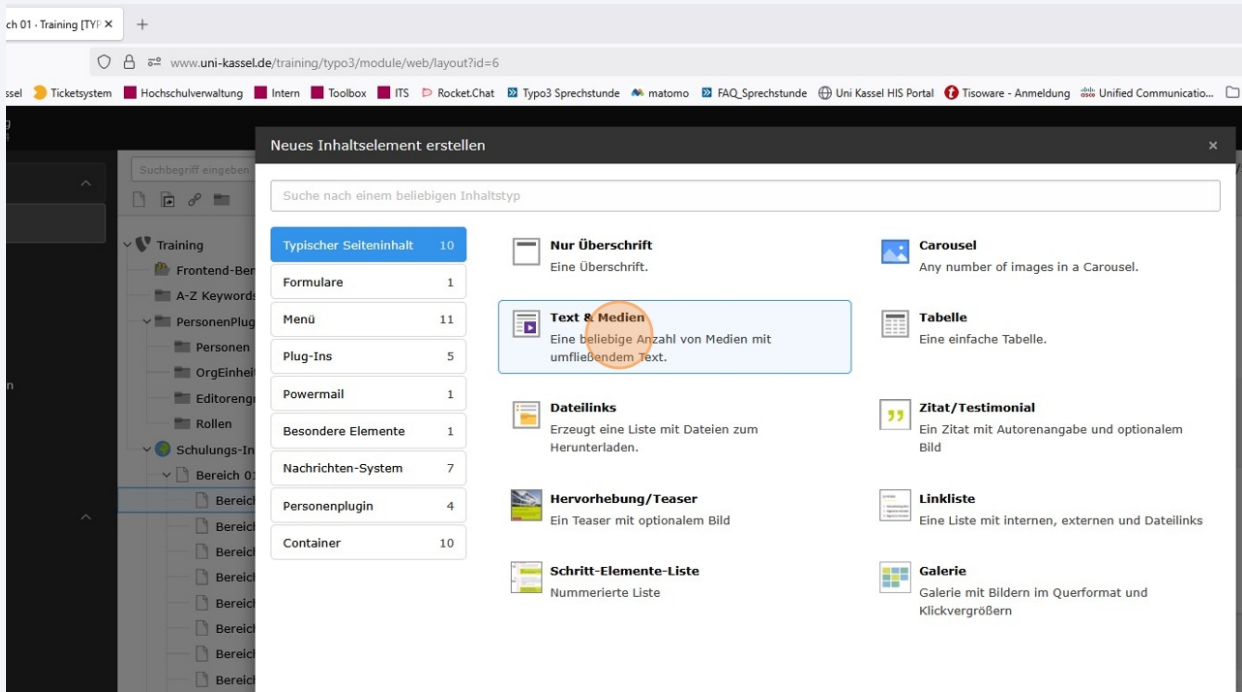 ch 01 · Training [TYP
www.uni-kassel.de/training/typo3/module/web/layout?id=6
ssel Ticketsystem Hochschulverwaltung Intern Toolbox ITS Rocket.Chat Typo3 Sprechstunde matomo FAQ_Sprechstunde Uni Kassel HIS Portal Tisoware - Anmeldung Unified Communicatio...
Neues Inhaltselement erstellen
Suchbegriff eingeben
Suche nach einem beliebigen Inhaltstyp
Training
Frontend-Ber
A-Z Keywords
PersonenPlug
Personen
OrgEinheit
Editorengr
Rollen
Schulungs-In
Bereich 01
Bereich
Bereich
Bereich
Bereich
Bereich
Bereich
Bereich
Bereich
Typischer Seiteninhalt 10
Formulare 1
Menü 11
Plug-Ins 5
Powermail 1
Besondere Elemente 1
Nachrichten-System 7
Personenplugin 4
Container 10
Nur Überschrift
Eine Überschrift.
Carousel
Any number of images in a Carousel.
Text & Medien
Eine beliebige Anzahl von Medien mit
umfließendem Text.
Tabelle
Eine einfache Tabelle.
Dateilinks
Erzeugt eine Liste mit Dateien zum
Herunterladen.
Zitat/Testimonial
Ein Zitat mit Autorenangabe und optionalem
Bild
Hervorhebung/Teaser
Ein Teaser mit optionalem Bild
Linkliste
Eine Liste mit internen, externen und Dateilinks
Schritt-Elemente-Liste
Nummerierte Liste
Galerie
Galerie mit Bildern im Querformat und
Klickvergrößern